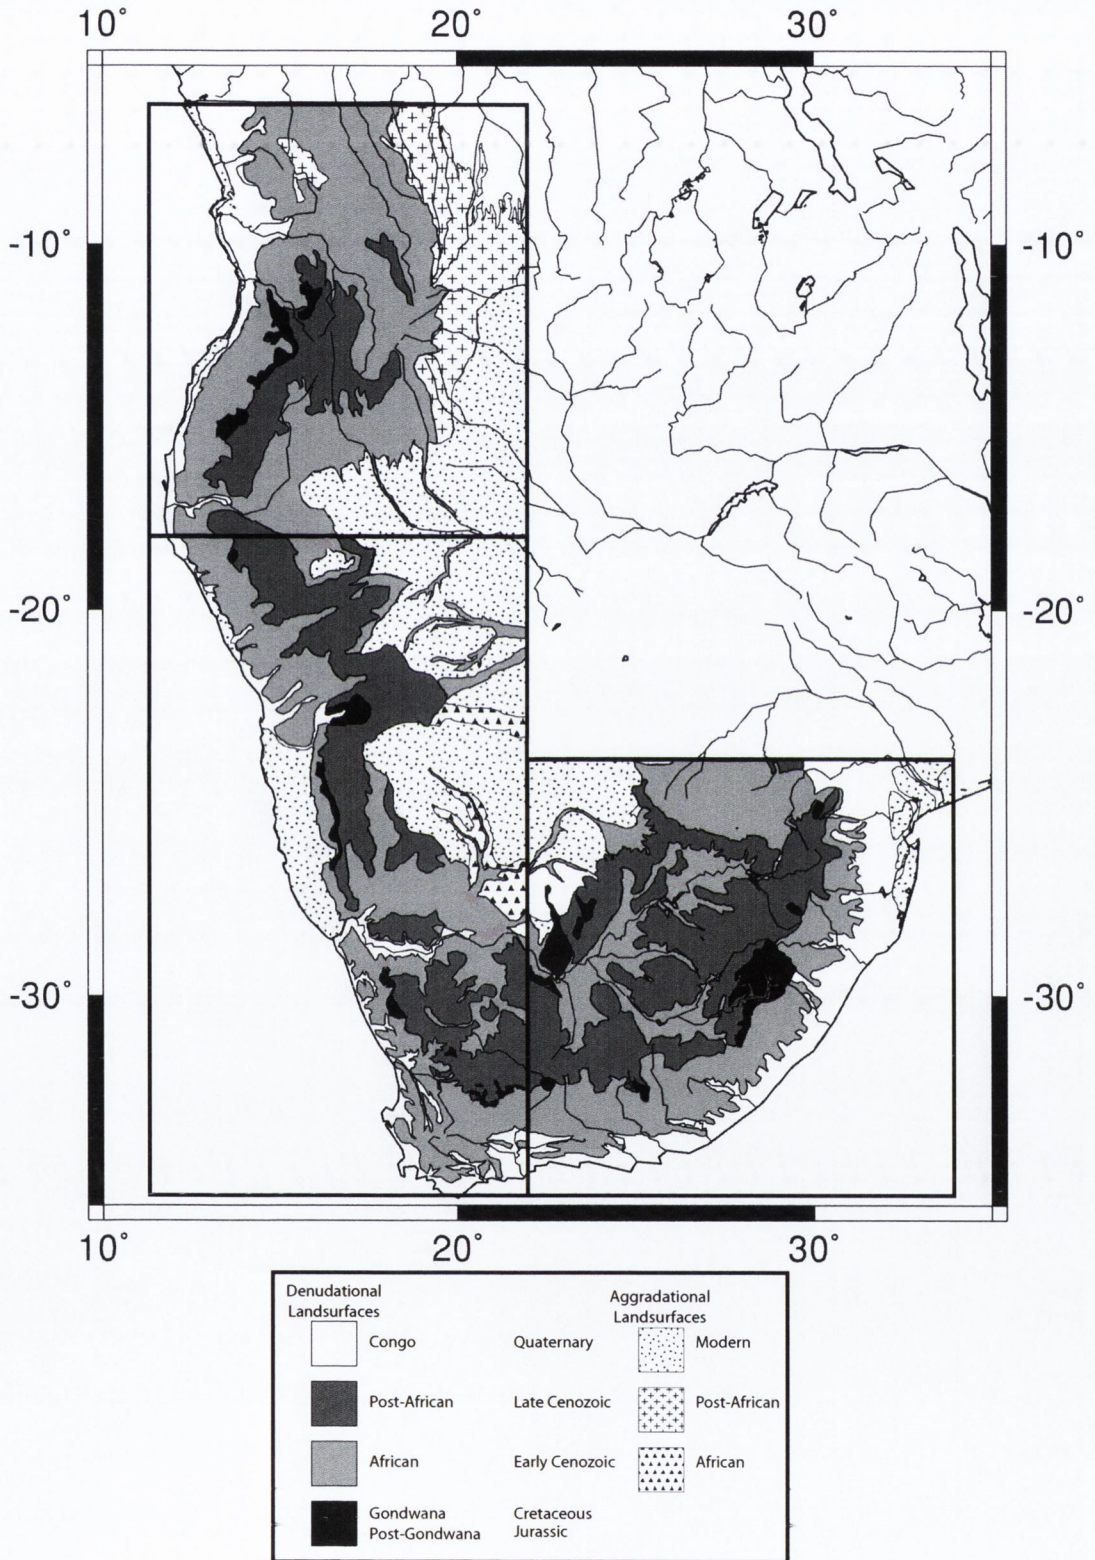 10˚ 20˚ 30˚
-10˚ -10˚
-20˚ -20˚
-30˚ -30˚
10˚ 20˚ 30˚
Denudational
Landsurfaces
Aggradational
Landsurfaces
Congo Quaternary Modern
Post-African Late Cenozoic Post-African
African Early Cenozoic African
Gondwana Cretaceous
Post-Gondwana Jurassic